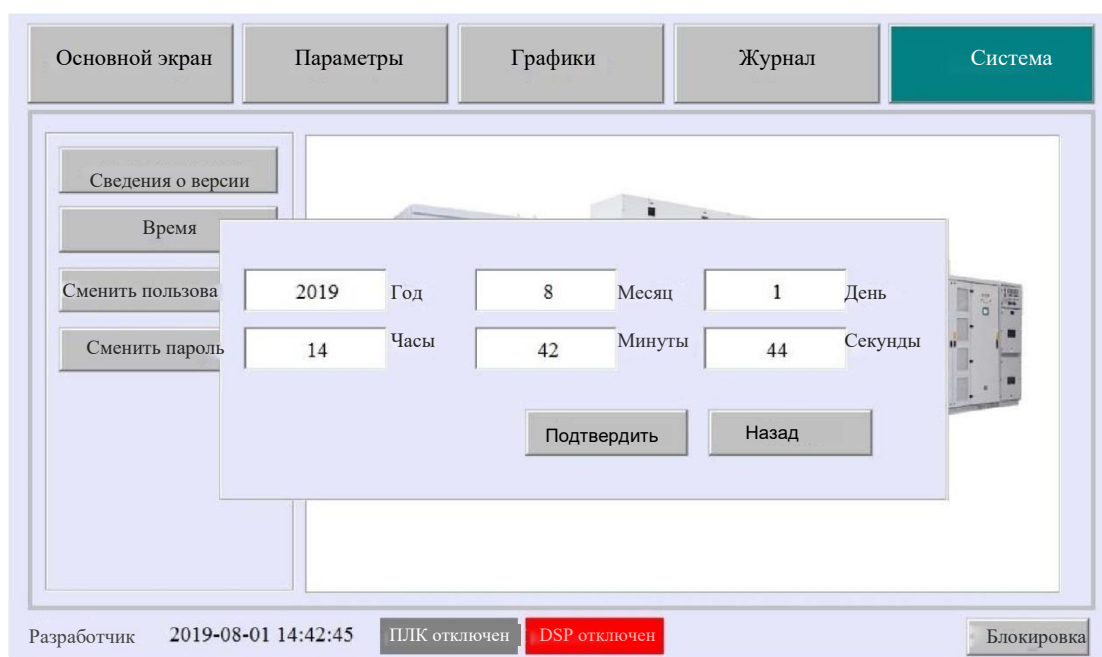 Основной экран Параметры Графики Журнал Система
Сведения о версии
Время
Сменить пользова
Сменить пароль
2019 Год 8 Месяц 1 День
14 Часы 42 Минуты 44 Секунды
Подтвердить Назад
Разработчик 2019-08-01 14:42:45 ПЛК отключен DSP отключен Блокировка